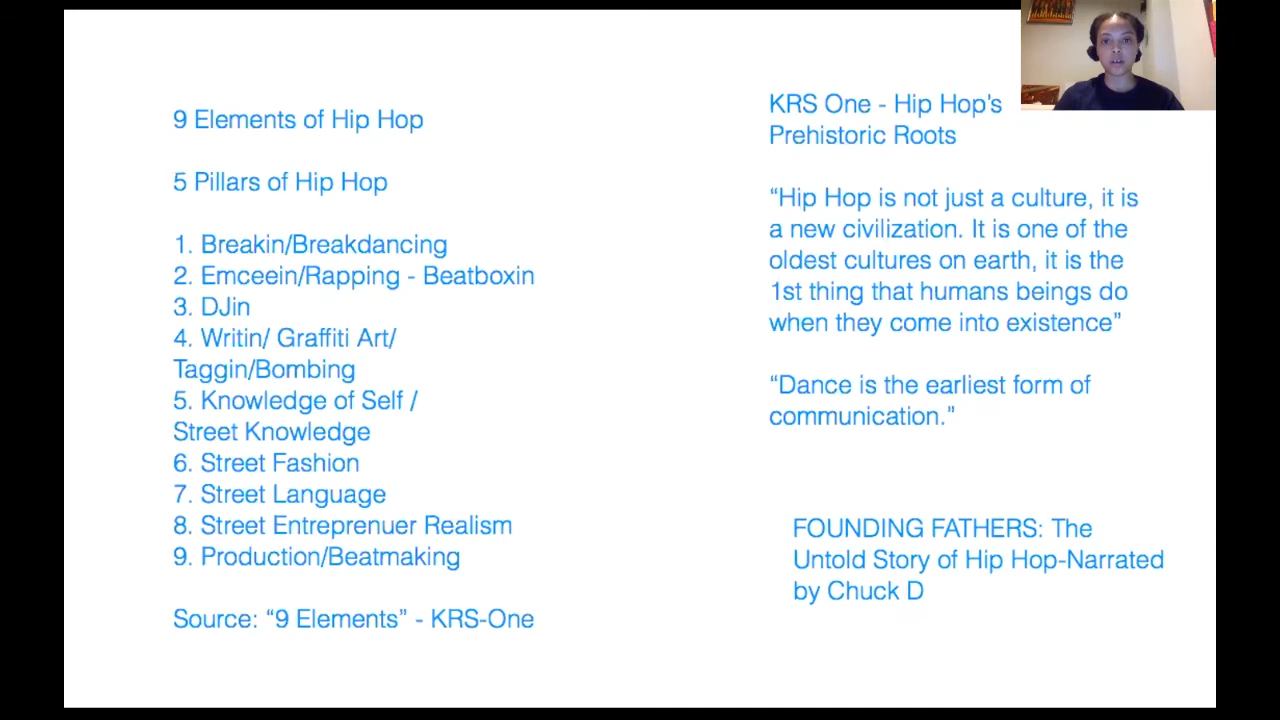 9 Elements of Hip Hop
5 Pillars of Hip Hop
1. Breakin/Breakdancing
2. Emceein/Rapping - Beatboxin
3. DJin
4. Writin/ Graffiti Art/
Taggin/Bombing
5. Knowledge of Self /
Street Knowledge
6. Street Fashion
7. Street Language
8. Street Entreprenuer Realism
9. Production/Beatmaking
Source: “9 Elements” - KRS-One
KRS One - Hip Hop’s
Prehistoric Roots
“Hip Hop is not just a culture, it is
a new civilization. It is one of the
oldest cultures on earth, it is the
1st thing that humans beings do
when they come into existence”
“Dance is the earliest form of
communication.”
FOUNDING FATHERS: The
Untold Story of Hip Hop-Narrated
by Chuck D